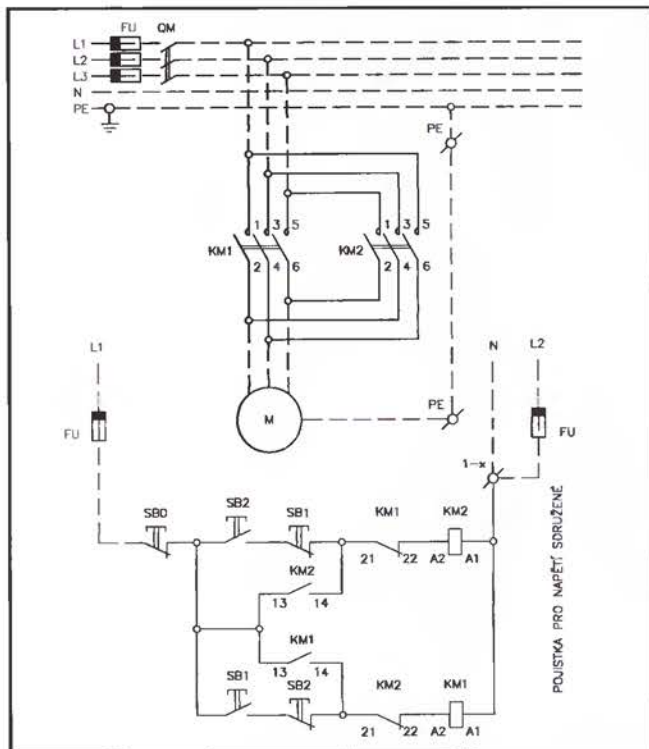 FU QM
L1
L2
L3
N
PE
PE
1 3 5 1 3 5
KM1 KM2
2 4 6 2 4 6
L1 N L2
M PE
FU FU
1-x
SB0 SB2 SB1 KM1 KM2
21 22 A2 A1
KM2
13 14
KM1
13 14
SB1 SB2 KM2 KM1
21 22 A2 A1
POJISTKA PRO NAPĚTÍ SDRUŽENÉ